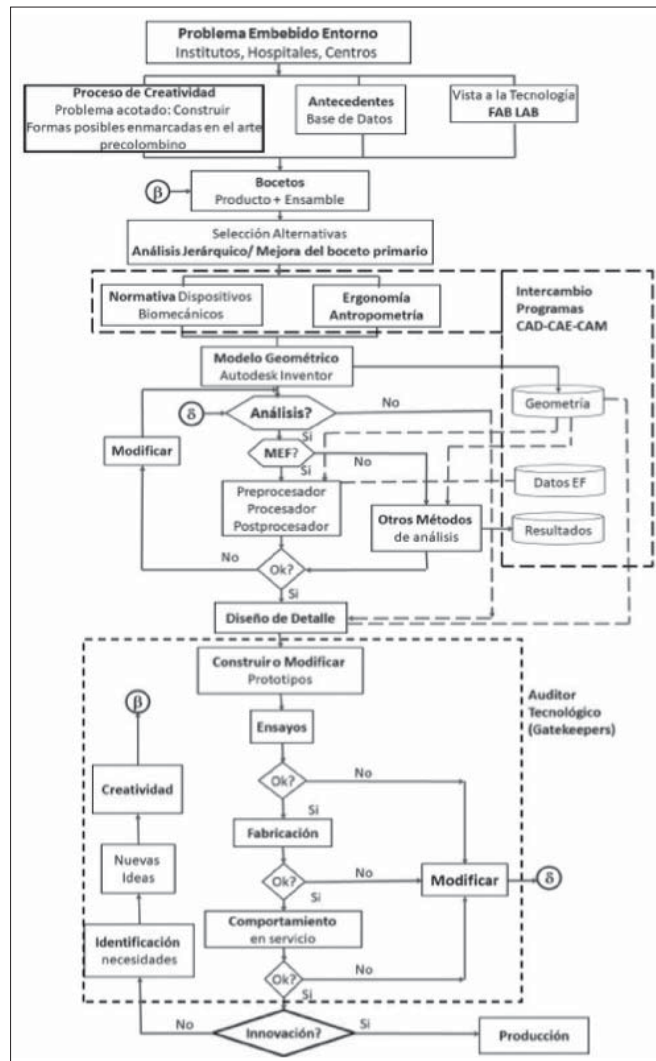 Problema Embebido Entorno
Institutos, Hospitales, Centros
Proceso de Creatividad
Problema acotado: Construir
Formas posibles enmarcadas en el arte
precolombino
Antecedentes
Base de Datos
Vista a la Tecnología
FAB LAB
β
Bocetos
Producto + Ensamble
Selección Alternativas
Análisis Jerárquico/ Mejora del boceto primario
Normativa Dispositivos
Biomecánicos
Ergonomía
Antropometría
Intercambio
Programas
CAD-CAE-CAM
Modelo Geométrico
Autodesk Inventor
Geometría
δ
Análisis?
No
Si
Modificar
MEF?
No
Si
Preprocesador
Procesador
Postprocesador
Datos EF
Otros Métodos
de análisis
Resultados
No
Ok?
Si
Diseño de Detalle
Construir o Modificar
Prototipos
Auditor
Tecnológico
(Gatekeepers)
β
Ensayos
Ok?
No
Si
Creatividad
Fabricación
Nuevas
Ideas
Ok?
No
Si
Modificar
δ
Identificación
necesidades
Comportamiento
en servicio
Ok?
No
Si
No
Innovación?
Si
Producción